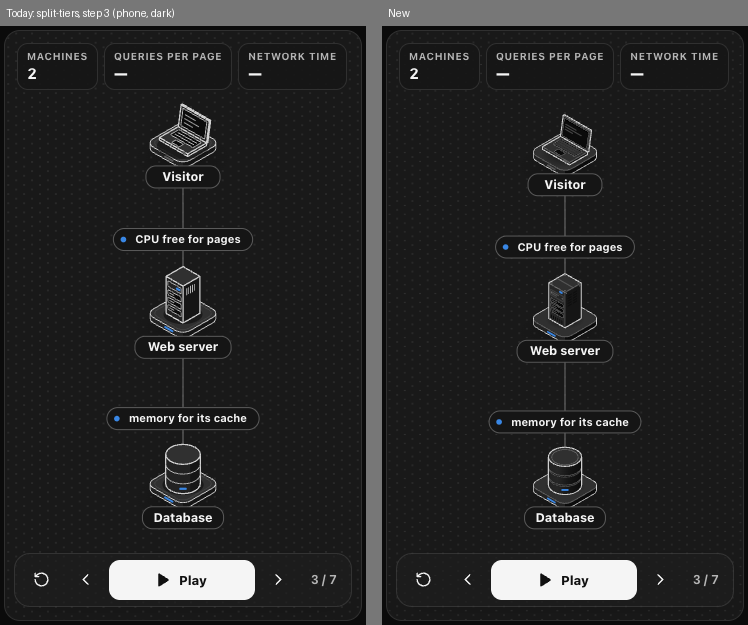 Today: split-tiers, step 3 (phone, dark)
MACHINES
2
QUERIES PER PAGE
—
NETWORK TIME
—
Visitor
CPU free for pages
Web server
memory for its cache
Database
Play
3 / 7
New
MACHINES
2
QUERIES PER PAGE
—
NETWORK TIME
—
Visitor
CPU free for pages
Web server
memory for its cache
Database
Play
3 / 7